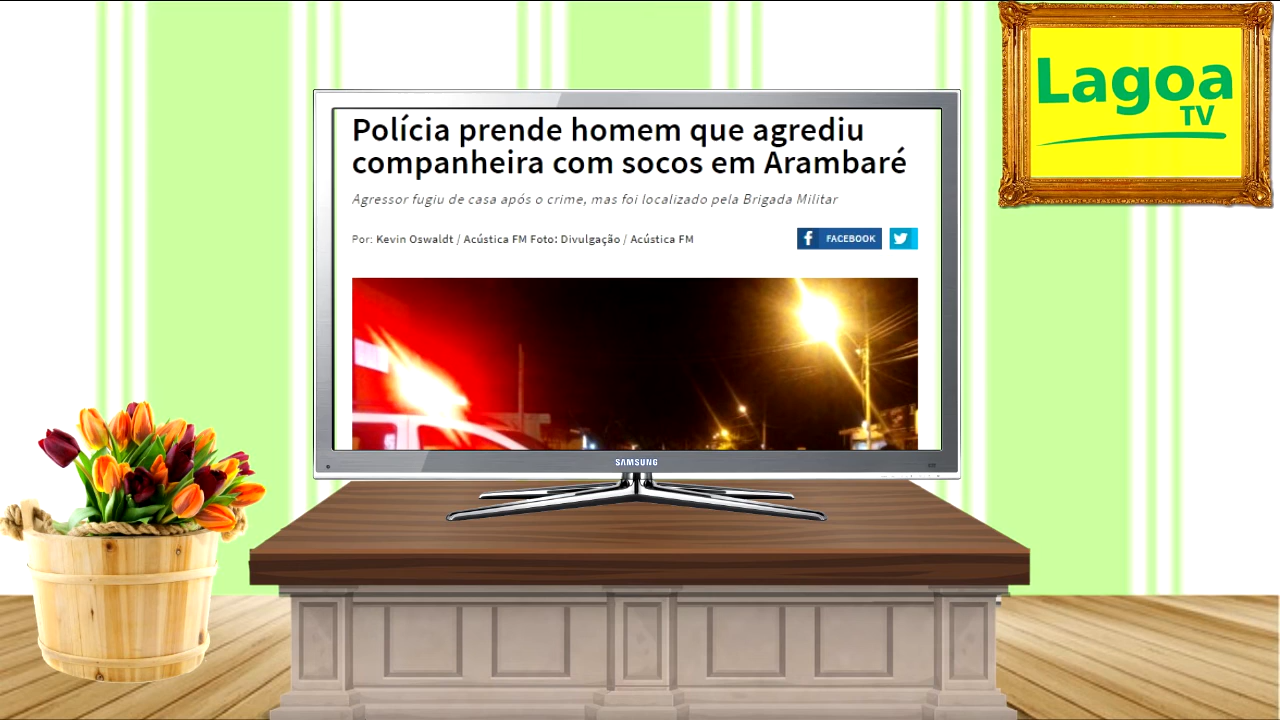 Polícia prende homem que agrediu
companheira com socos em Arambaré
Agressor fugiu de casa após o crime, mas foi localizado pela Brigada Militar
Por: Kevin Oswaldt / Acústica FM Foto: Divulgação / Acústica FM
FACEBOOK
Lagoa
TV
SAMSUNG